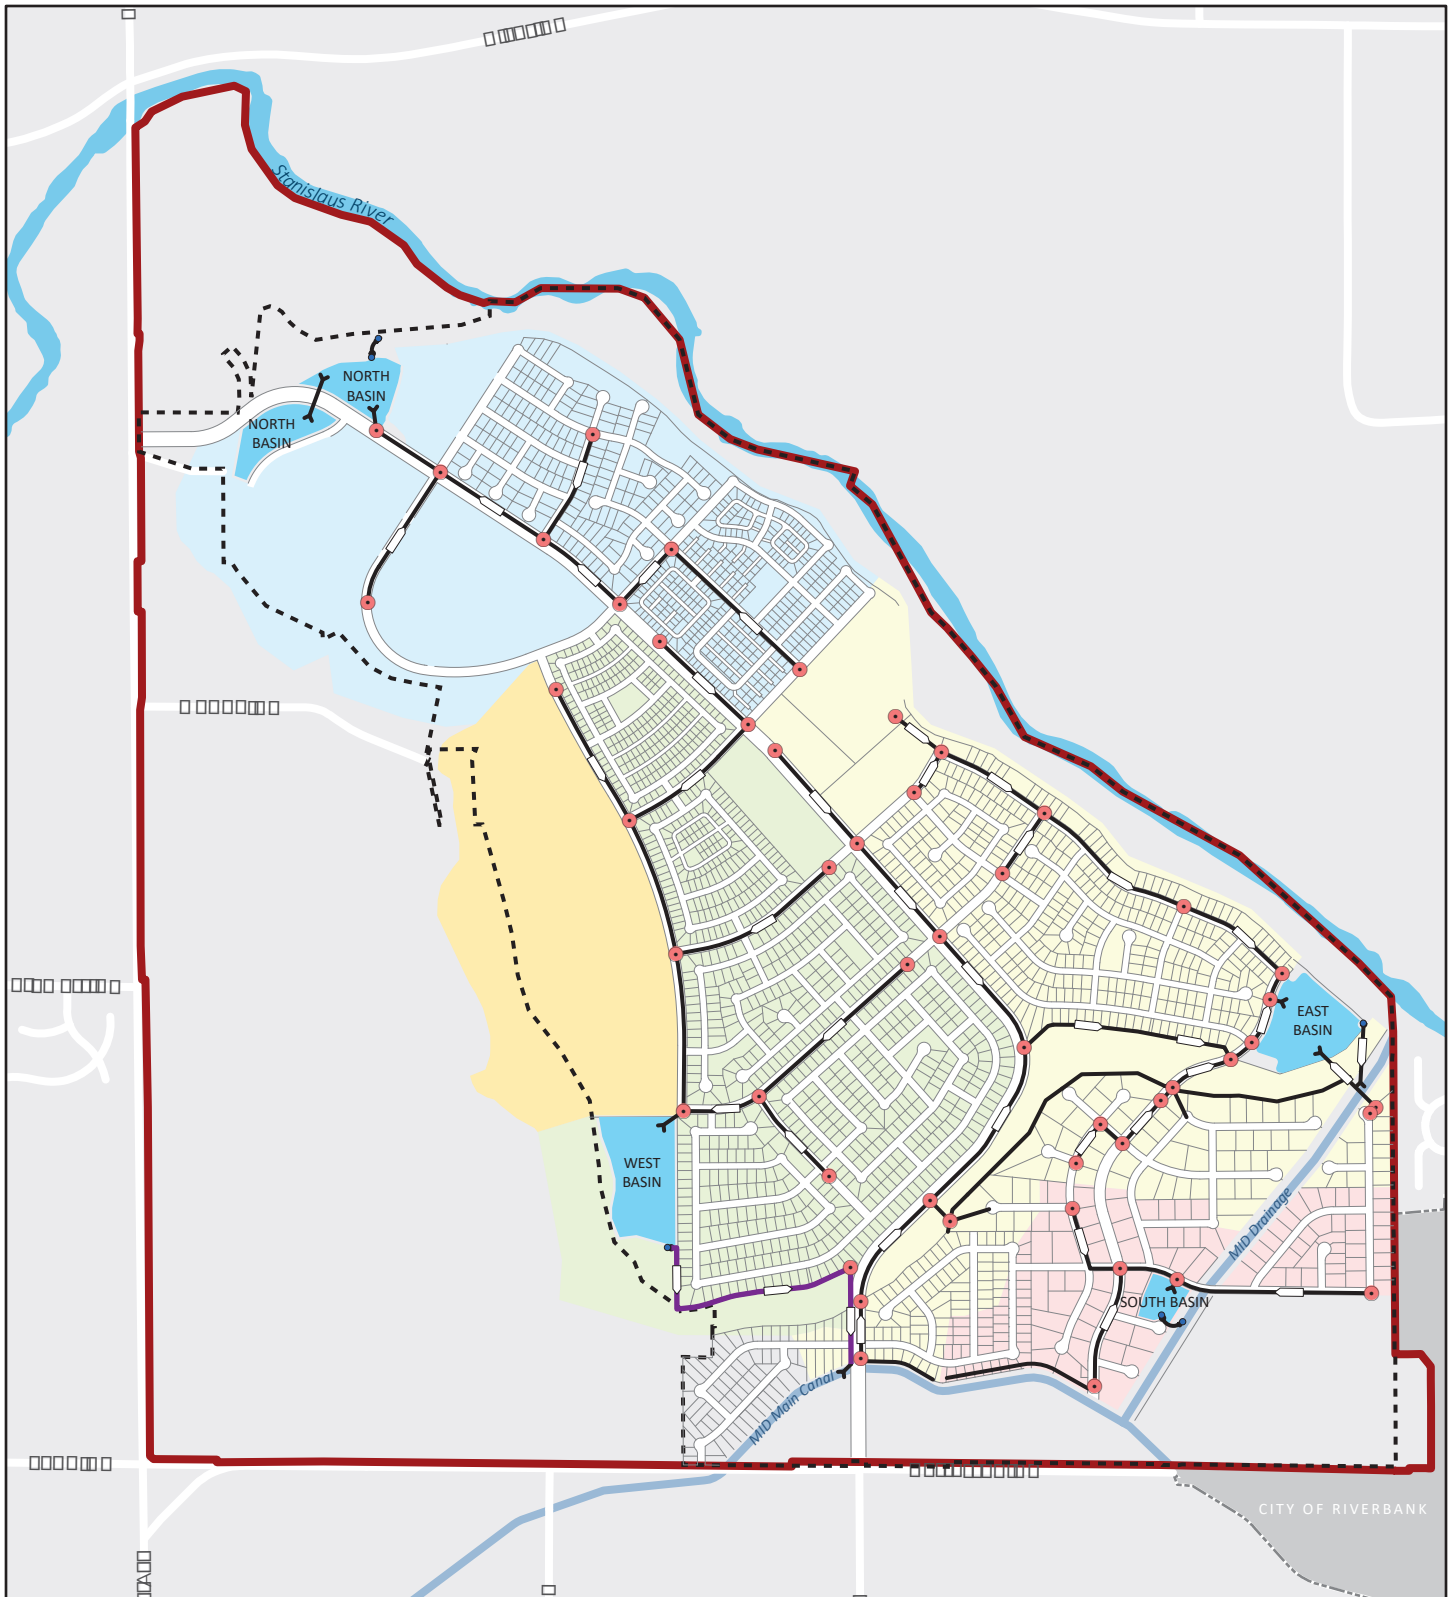 Stanislaus River
NORTH
BASIN
NORTH
BASIN
EAST
BASIN
WEST
BASIN
MID Drainage
SOUTH BASIN
MID Main Canal
CITY OF RIVERBANK